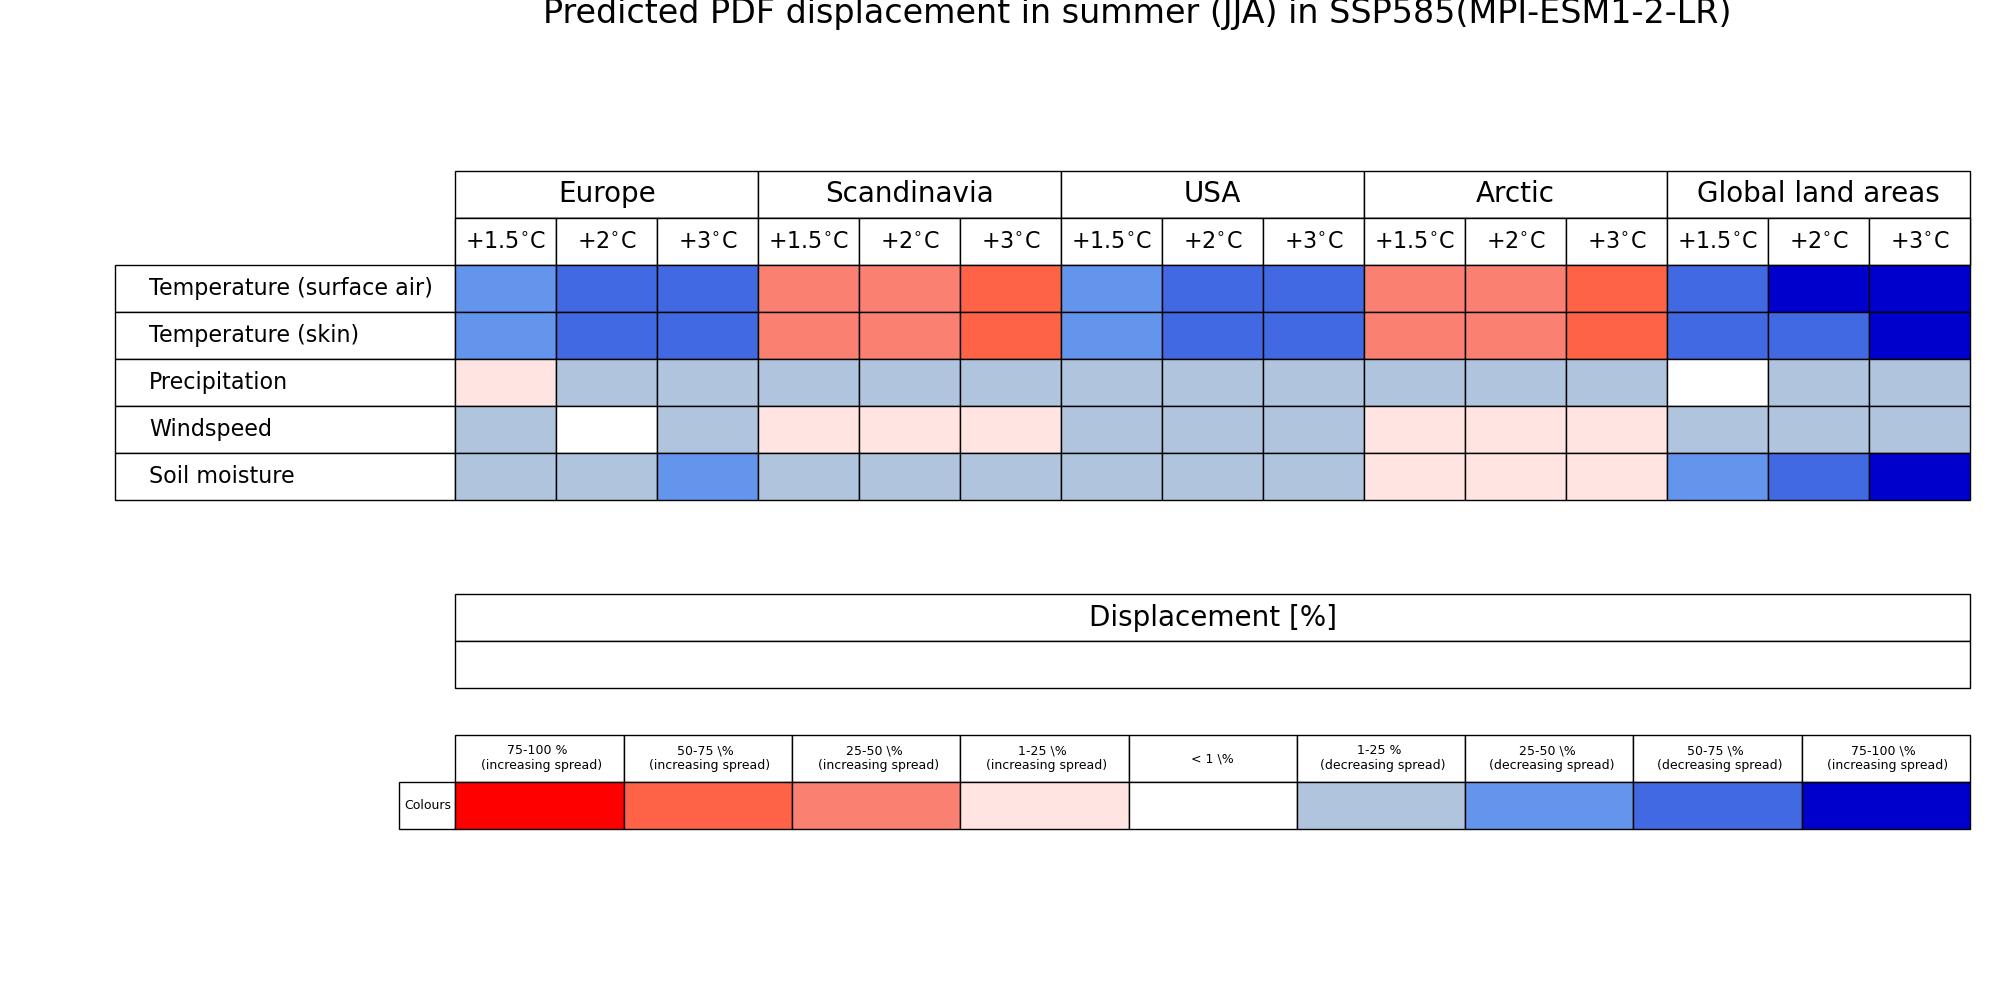 Predicted PDF displacement in summer (JJA) in SSP585(MPI-ESM1-2-LR)
Europe Scandinavia USA Arctic Global land areas
+1.5°C +2°C +3°C +1.5°C +2°C +3°C +1.5°C +2°C +3°C +1.5°C +2°C +3°C +1.5°C +2°C +3°C
Temperature (surface air)
Temperature (skin)
Precipitation
Windspeed
Soil moisture
Displacement [%]
75-100 % 50-75 \% 25-50 \% 1-25 \% < 1 \% 1-25 % 25-50 \% 50-75 \% 75-100 \%
(increasing spread) (increasing spread) (increasing spread) (increasing spread) (decreasing spread) (decreasing spread) (decreasing spread) (increasing spread)
Colours